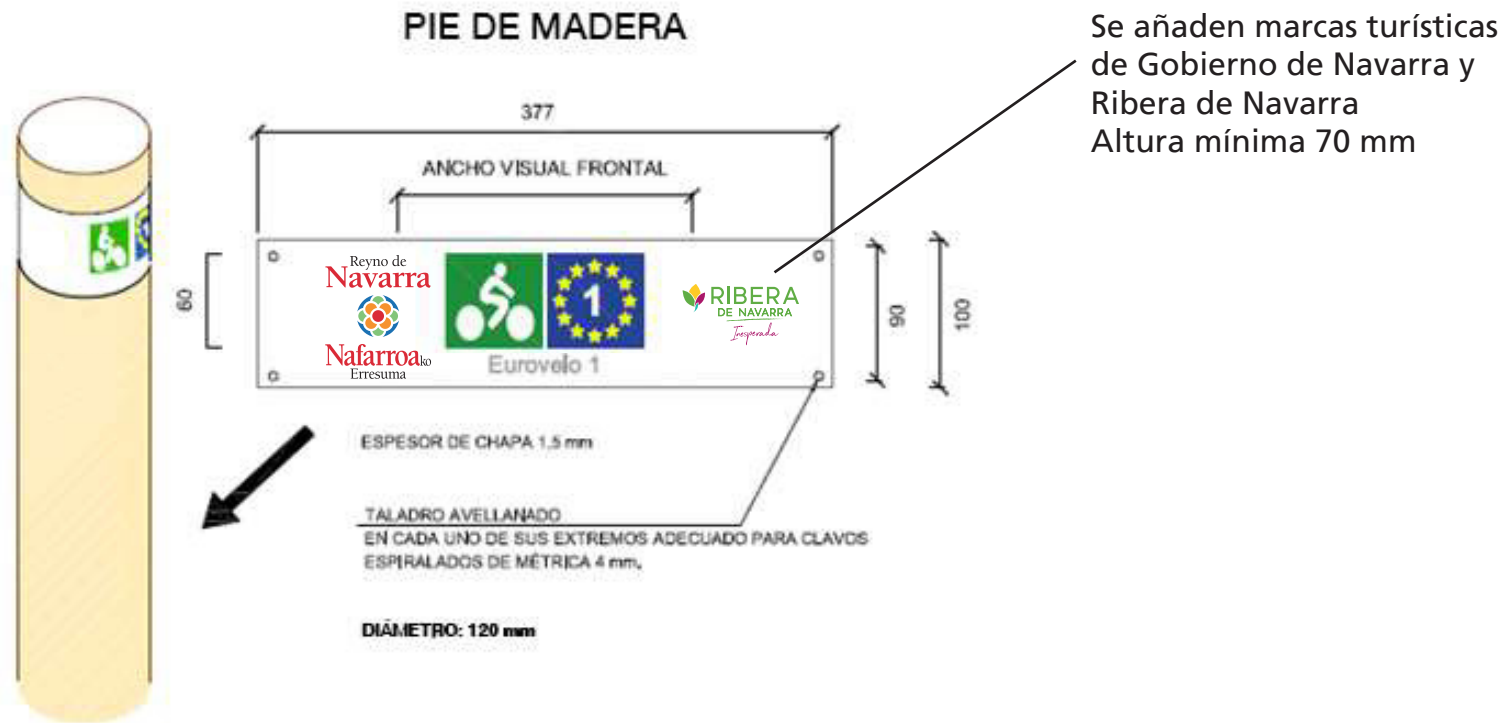 PIE DE MADERA
Se añaden marcas turísticas
de Gobierno de Navarra y
Ribera de Navarra
Altura mínima 70 mm
377
ANCHO VISUAL FRONTAL
60
Reyno de
Navarra
Nafarroako
Erresuma
1
Eurovelo 1
RIBERA
DE NAVARRA
Inesperada
90
100
1
ESPESOR DE CHAPA 1,5 mm
TALADRO AVELLANADO
EN CADA UNO DE SUS EXTREMOS ADECUADO PARA CLAVOS
ESPIRALADOS DE MÉTRICA 4 mm.
DIÁMETRO: 120 mm